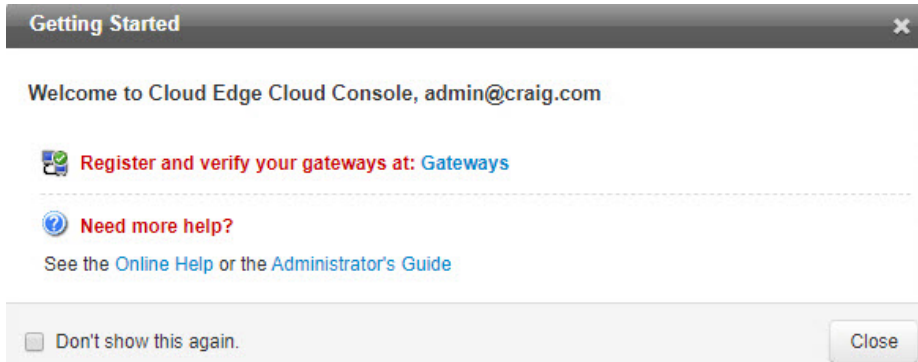 Getting Started
Welcome to Cloud Edge Cloud Console, admin@craig.com
Register and verify your gateways at: Gateways
Need more help?
See the Online Help or the Administrator's Guide
Don't show this again.
Close